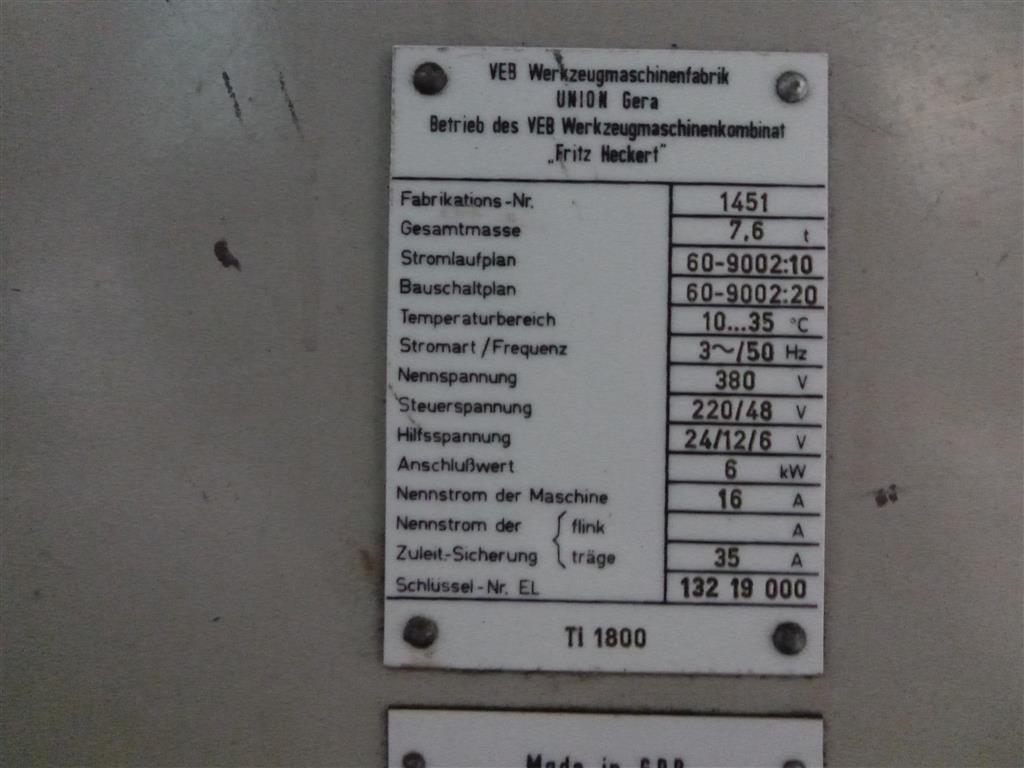 VEB Werkzeugmaschinenfabrik
UNION Gera
Betrieb des VEB Werkzeugmaschinenkombinat
„Fritz Heckert"
Fabrikations-Nr. 1451
Gesamtmasse 7,6 t
Stromlaufplan 60-9002:10
Bauschaltplan 60-9002:20
Temperaturbereich 10...35 °C
Stromart/Frequenz 3~/50 Hz
Nennspannung 380 V
Steuerspannung 220/48 V
Hilfsspannung 24/12/6 V
Anschlußwert 6 kW
Nennstrom der Maschine 16 A
Nennstrom der { flink A
Zuleit.-Sicherung träge 35 A
Schlüssel-Nr. EL 132 19 000
Ti 1800
Made in G.D.R.